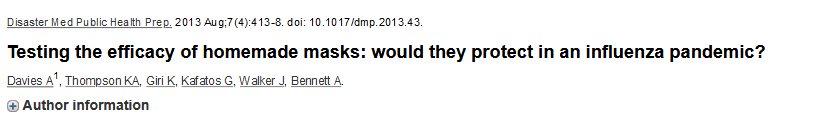 Disaster Med Public Health Prep. 2013 Aug;7(4):413-8. doi: 10.1017/dmp.2013.43.
Testing the efficacy of homemade masks: would they protect in an influenza pandemic?
Davies A1, Thompson KA, Giri K, Kafatos G, Walker J, Bennett A.
Author information